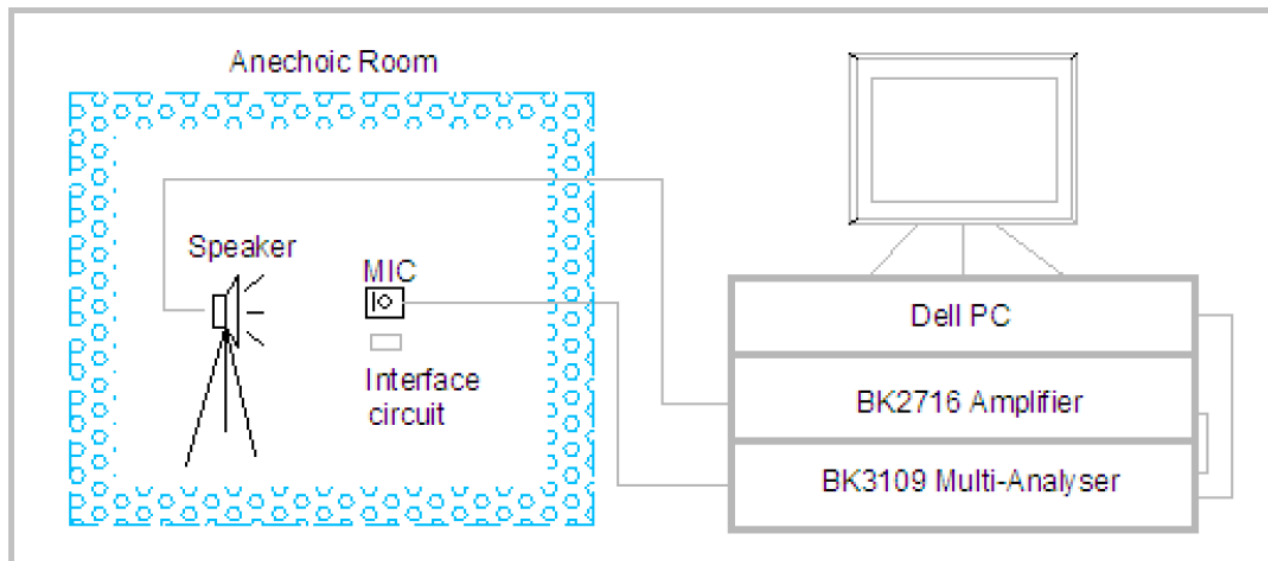 Anechoic Room
Speaker
MIC
Interface
circuit
Dell PC
BK2716 Amplifier
BK3109 Multi-Analyser